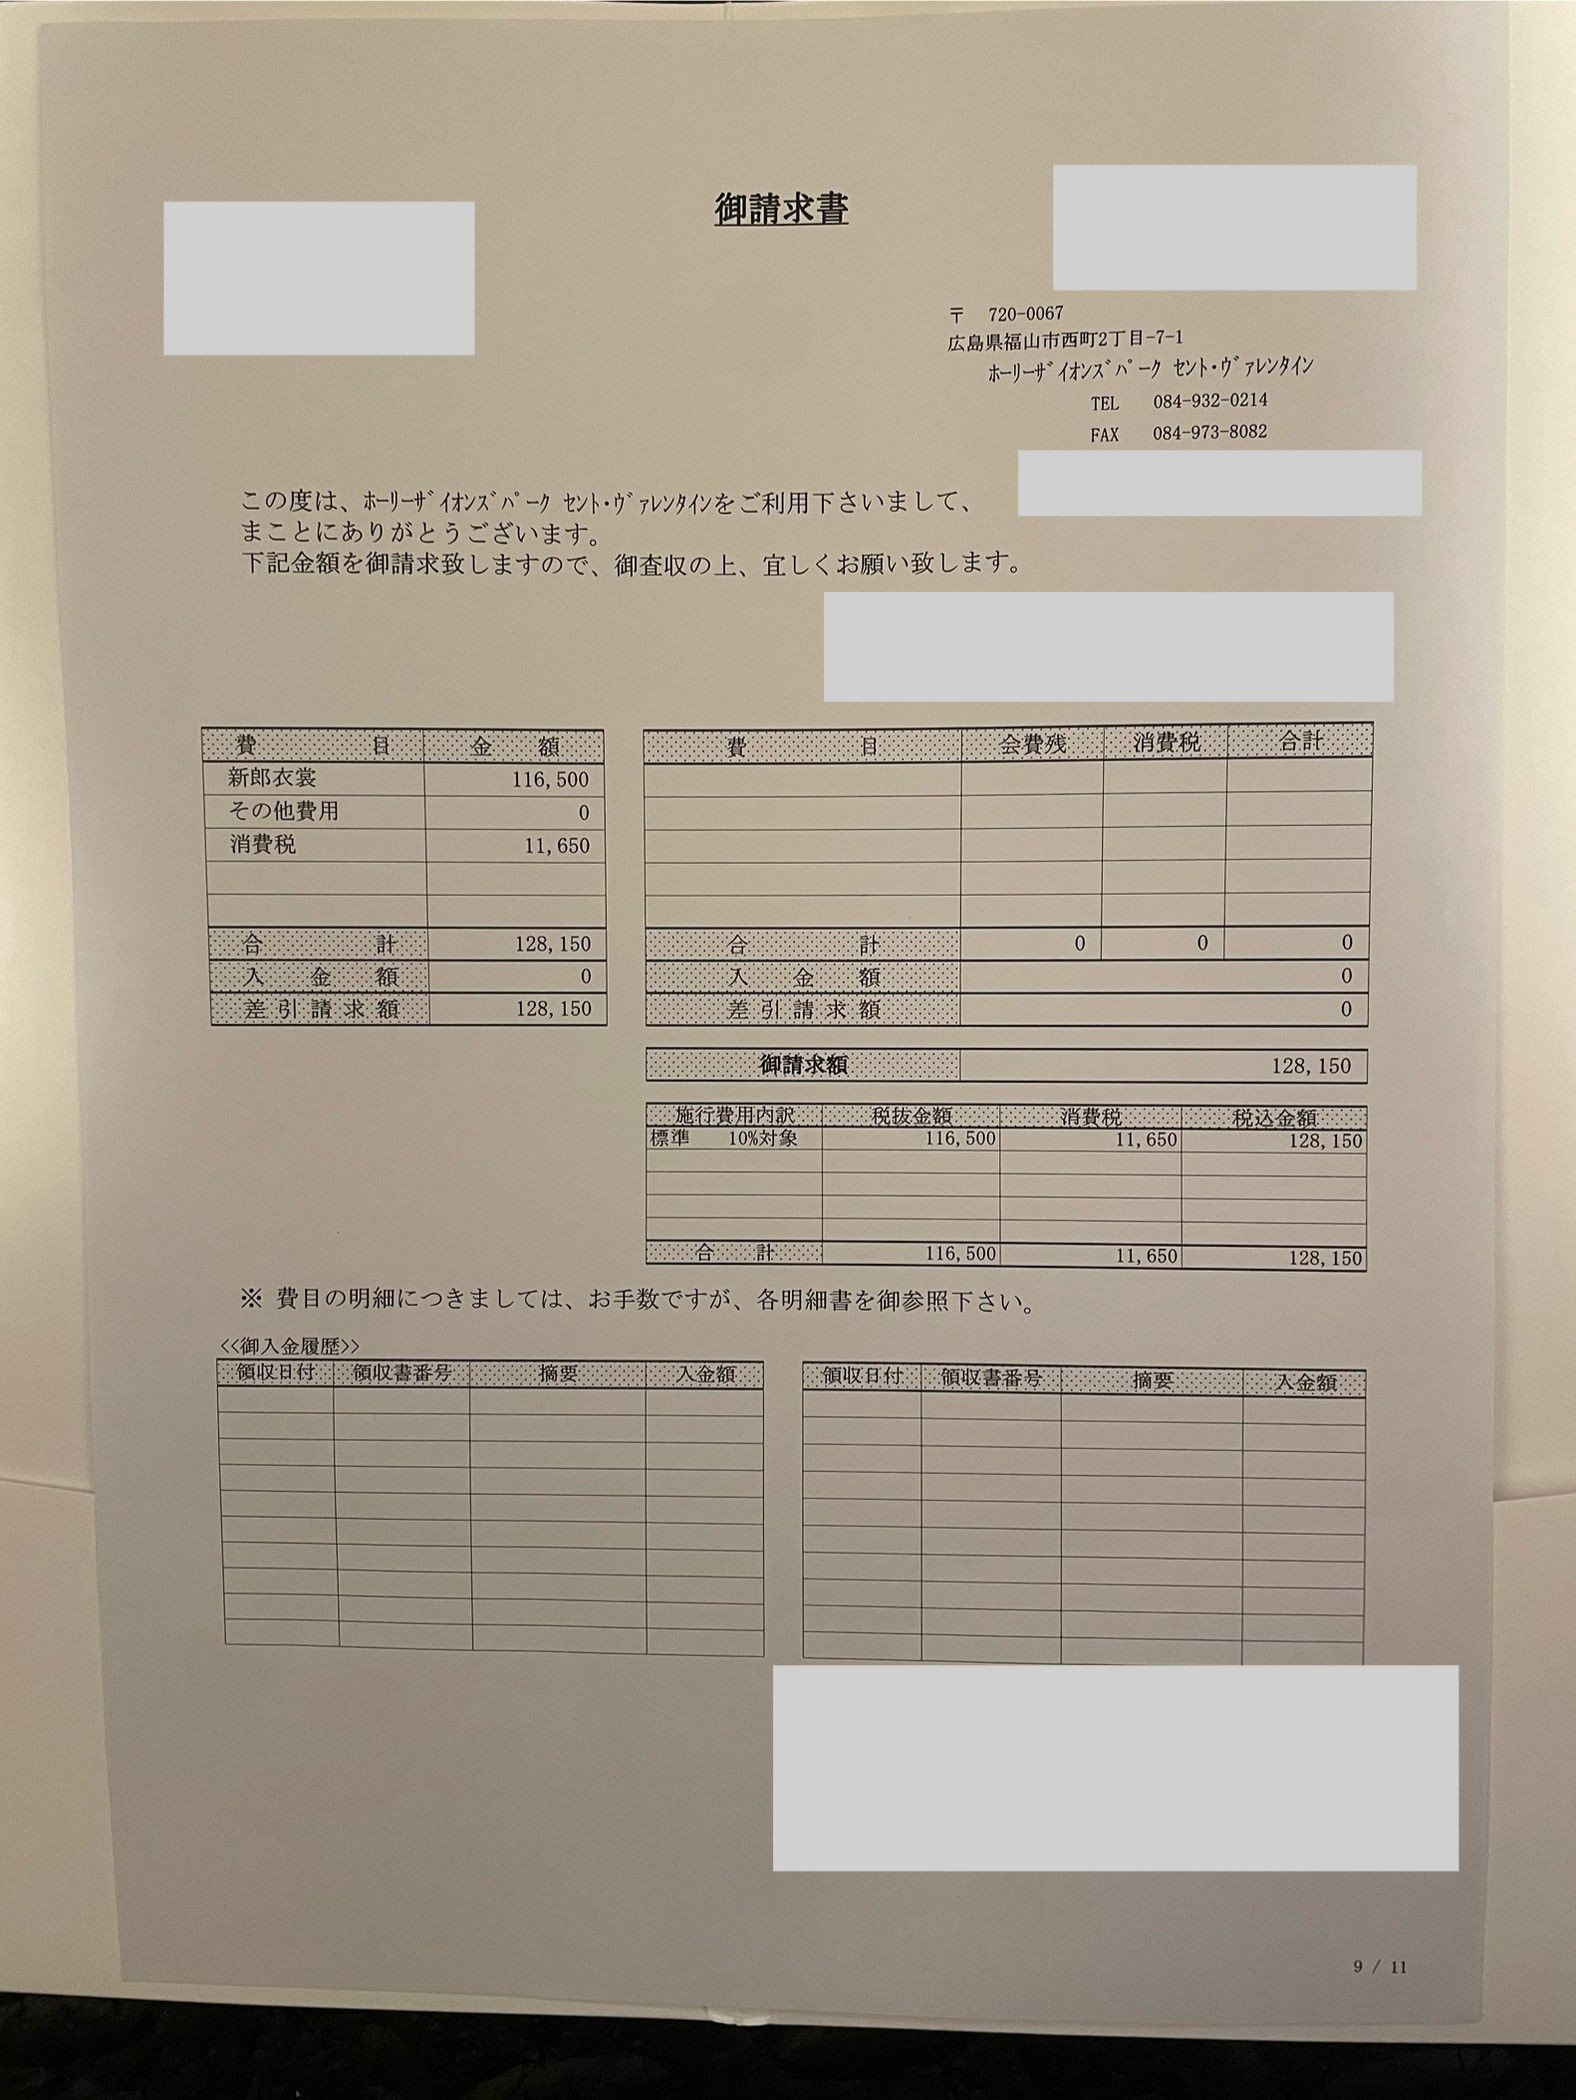 御請求書
〒 720-0067
広島県福山市西町2丁目-7-1
ﾎｰﾘｰｻﾞｲｵﾝｽﾞﾊﾟｰｸ ｾﾝﾄ･ｳﾞｧﾚﾝﾀｲﾝ
TEL 084-932-0214
FAX 084-973-8082
この度は、ﾎｰﾘｰｻﾞｲｵﾝｽﾞﾊﾟｰｸ ｾﾝﾄ･ｳﾞｧﾚﾝﾀｲﾝをご利用下さいまして、
まことにありがとうございます。
下記金額を御請求致しますので、御査収の上、宜しくお願い致します。
費目 金額
新郎衣裳 116,500
その他費用 0
消費税 11,650
合計 128,150
入金額 0
差引請求額 128,150
費目 会費残 消費税 合計
合計 0 0 0
入金額 0
差引請求額 0
御請求額 128,150
施行費用内訳 税抜金額 消費税 税込金額
標準 10%対象 116,500 11,650 128,150
合計 116,500 11,650 128,150
※ 費目の明細につきましては、お手数ですが、各明細書を御参照下さい。
<<御入金履歴>>
領収日付 領収書番号 摘要 入金額
領収日付 領収書番号 摘要 入金額
9 / 11